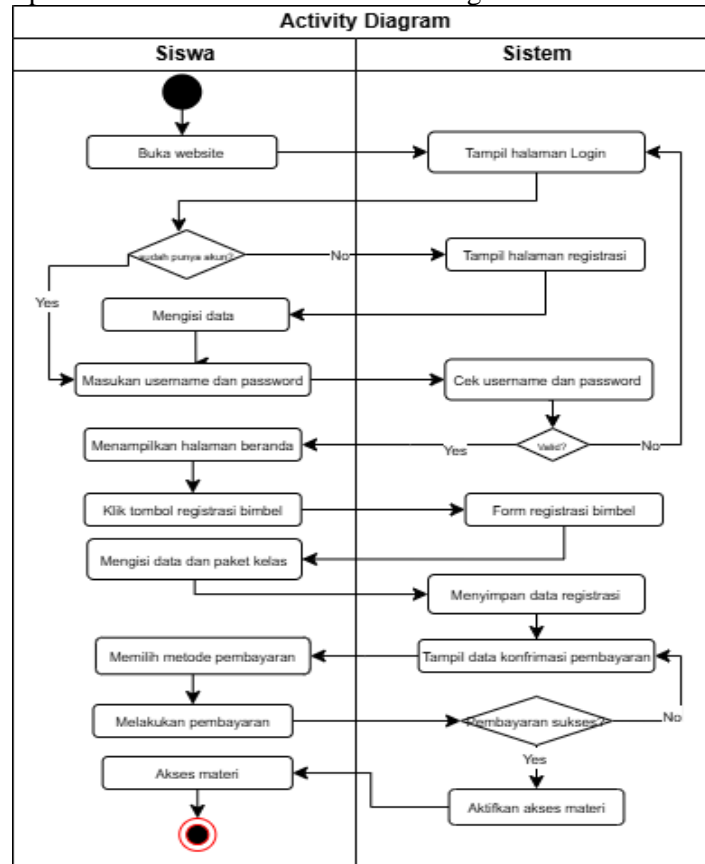 Activity Diagram
Siswa
Sistem
Buka website
Tampil halaman Login
sudah punya akun?
No
Tampil halaman registrasi
Yes
Mengisi data
Masukan username dan password
Cek username dan password
Menampilkan halaman beranda
Yes
Valid?
No
Klik tombol registrasi bimbel
Form registrasi bimbel
Mengisi data dan paket kelas
Menyimpan data registrasi
Memilih metode pembayaran
Tampil data konfrimasi pembayaran
Melakukan pembayaran
Pembayaran sukses?
No
Yes
Akses materi
Aktifkan akses materi